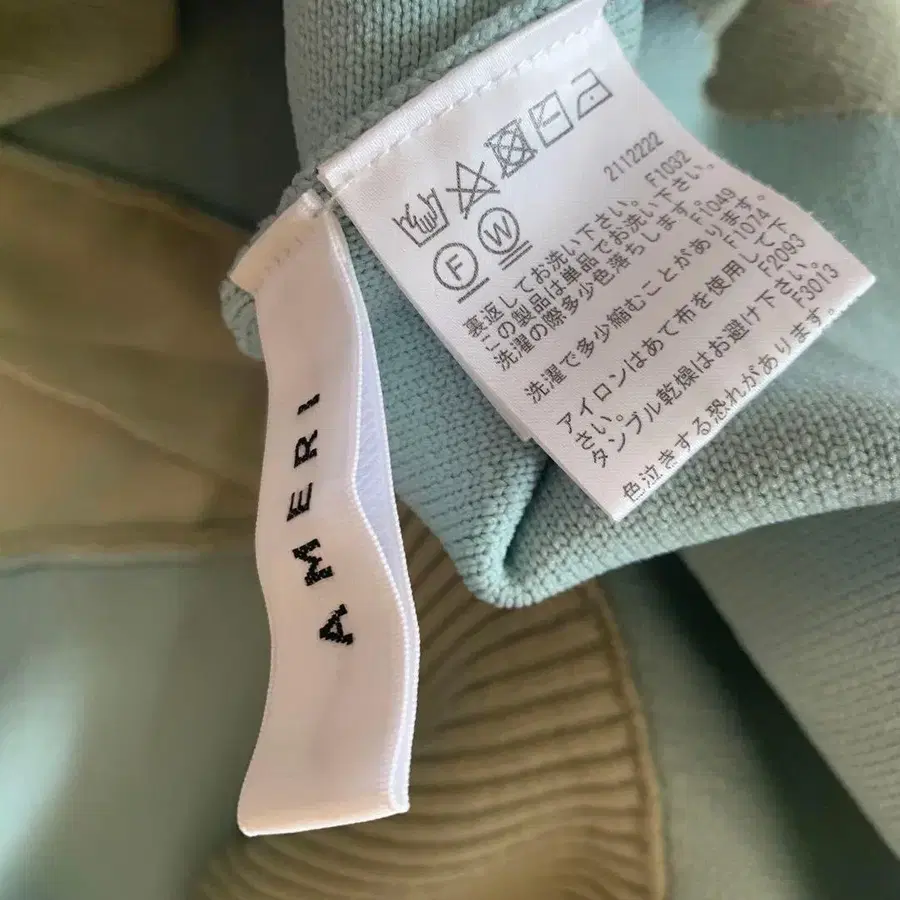 AMERI
F
W
2112222
裏返してお洗い下さい。 F1032
この製品は単品でお洗い下さい。
洗濯の際多少色落ちします。 F1049
洗濯で多少縮むことがあります。
F1074
アイロンはあて布を使用して下
さい。 F2093
タンブル乾燥はお避け下さい。
F3013
色泣きする恐れがあります。